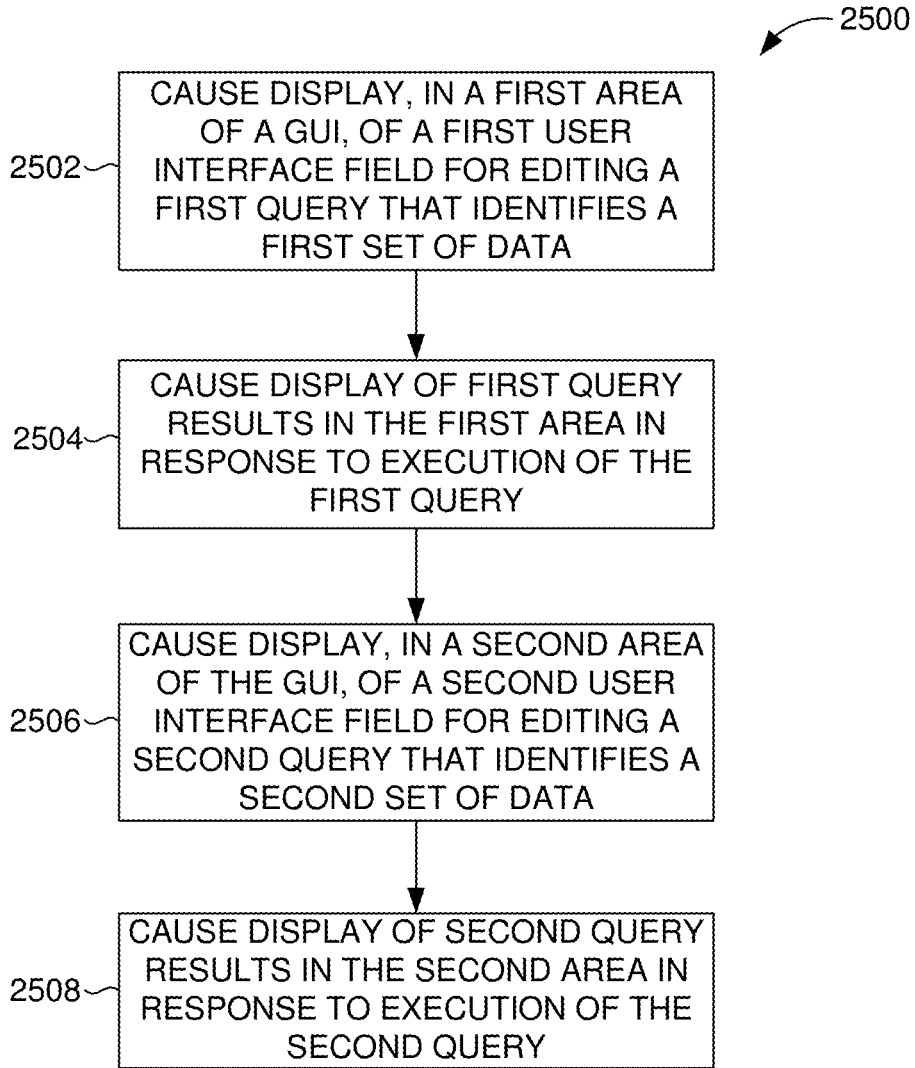 2500
CAUSE DISPLAY, IN A FIRST AREA
OF A GUI, OF A FIRST USER
2502
INTERFACE FIELD FOR EDITING A
FIRST QUERY THAT IDENTIFIES A
FIRST SET OF DATA
CAUSE DISPLAY OF FIRST QUERY
RESULTS IN THE FIRST AREA IN
2504
RESPONSE TO EXECUTION OF THE
FIRST QUERY
CAUSE DISPLAY, IN A SECOND AREA
OF THE GUI, OF A SECOND USER
2506
INTERFACE FIELD FOR EDITING A
SECOND QUERY THAT IDENTIFIES A
SECOND SET OF DATA
CAUSE DISPLAY OF SECOND QUERY
RESULTS IN THE SECOND AREA IN
2508
RESPONSE TO EXECUTION OF THE
SECOND QUERY